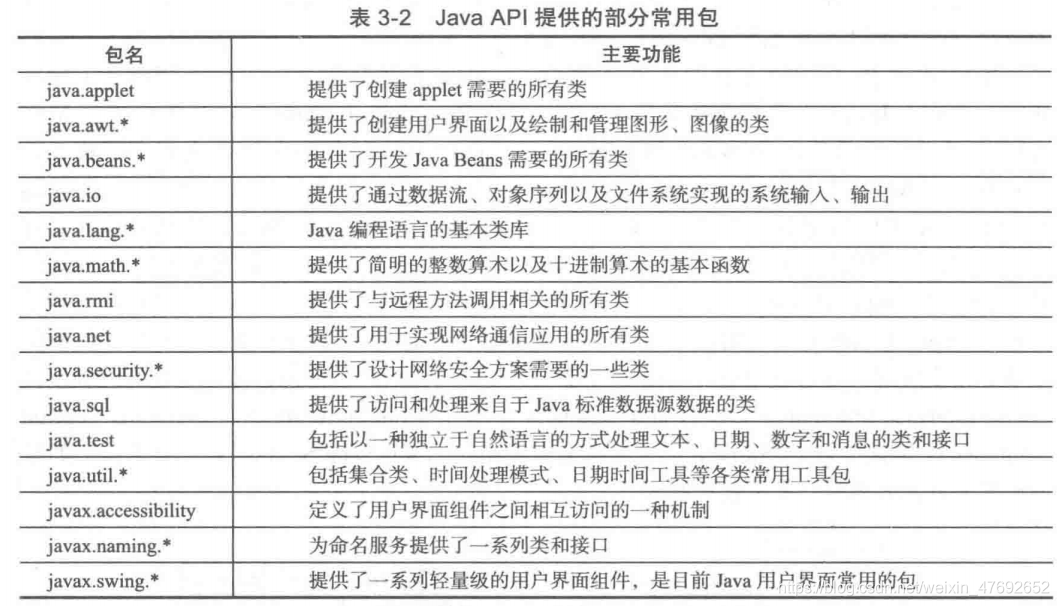 表 3-2 Java API 提供的部分常用包
包名 主要功能
java.applet 提供了创建 applet 需要的所有类
java.awt.* 提供了创建用户界面以及绘制和管理图形、图像的类
java.beans.* 提供了开发 Java Beans 需要的所有类
java.io 提供了通过数据流、对象序列以及文件系统实现的系统输入、输出
java.lang.* Java 编程语言的基本类库
java.math.* 提供了简明的整数算术以及十进制算术的基本函数
java.rmi 提供了与远程方法调用相关的所有类
java.net 提供了用于实现网络通信应用的所有类
java.security.* 提供了设计网络安全方案需要的一些类
java.sql 提供了访问和处理来自于 Java 标准数据源数据的类
java.test 包括以一种独立于自然语言的方式处理文本、日期、数字和消息的类和接口
java.util.* 包括集合类、时间处理模式、日期时间工具等各类常用工具包
javax.accessibility 定义了用户界面组件之间相互访问的一种机制
javax.naming.* 为命名服务提供了一系列类和接口
javax.swing.* 提供了一系列轻量级的用户界面组件，是目前 Java 用户界面常用的包
https://blog.csdn.net/weixin_47692652